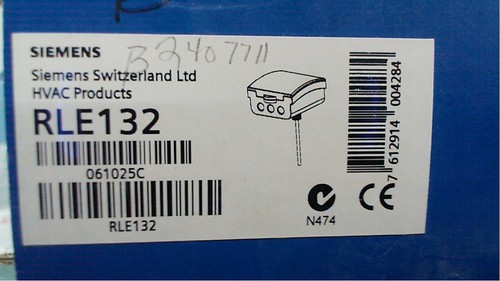 SIEMENS
B2407711
Siemens Switzerland Ltd
HVAC Products
RLE132
061025C
RLE132
7 612914 004284
N474
CE